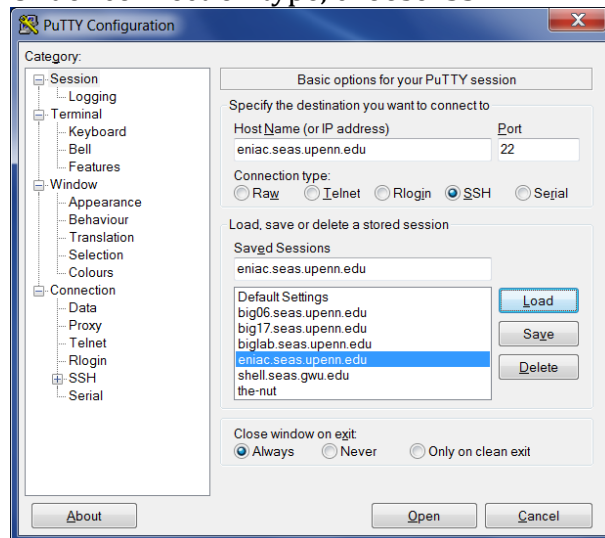 PuTTY Configuration
Category:
Session
Logging
Terminal
Keyboard
Bell
Features
Window
Appearance
Behaviour
Translation
Selection
Colours
Connection
Data
Proxy
Telnet
Rlogin
SSH
Serial
Basic options for your PuTTY session
Specify the destination you want to connect to
Host Name (or IP address) Port
eniac.seas.upenn.edu 22
Connection type:
Raw Telnet Rlogin SSH Serial
Load, save or delete a stored session
Saved Sessions
eniac.seas.upenn.edu
Default Settings
big06.seas.upenn.edu
big17.seas.upenn.edu
biglab.seas.upenn.edu
eniac.seas.upenn.edu
shell.seas.gwu.edu
the-nut
Load
Save
Delete
Close window on exit:
Always Never Only on clean exit
About Open Cancel